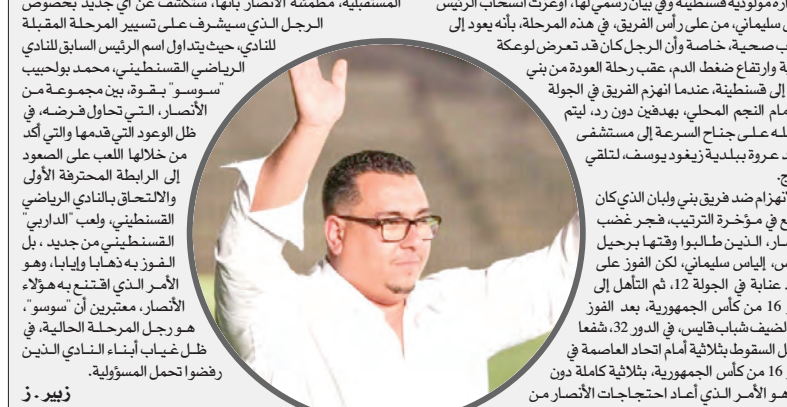 إدارة مولودية قسنطينة وفي بيان رسمي لها، أوعزت انسحاب الرئيس
سليماني، من على رأس الفريق، في هذه المرحلة، بأنه يعود إلى
صحية، خاصة وأن الرجل كان قد تعرض لوعكة
وارتفاع ضغط الدم، عقب رحلة العودة من بني
إلى قسنطينة، عندما انهزم الفريق في الجولة
أمام النجم المحلي، بهدفين دون رد، ليتم
على جناح السرعة إلى مستشفى
عروة ببلدية زيغود يوسف، لتلقي
الانهزام ضد فريق بني ولبان الذي كان
في مؤخرة الترتيب، فجر غضب
الذين طالبوا وقتها برحيل
إلياس سليماني، لكن الفوز على
عنابة في الجولة 12، ثم التأهل إلى
16 من كأس الجمهورية، بعد الفوز
الضيف شباب قايس، في الدور 32، شفعا
السقوط بثلاثية أمام اتحاد العاصمة في
16 من كأس الجمهورية، بثلاثية كاملة دون
هو الأمر الذي أعاد احتجاجات الأنصار من
المستقبلية، مطمئنة الأنصار بأنها، ستكشف عن أي جديد بخصوص
الرجل الذي سيشرف على تسيير المرحلة المقبلة
للنادي، حيث يتداول اسم الرئيس السابق للنادي
الرياضي القسنطيني، محمد بولحبيب
"سوسو" بقوة، بين مجموعة من
الأنصار، التي تحاول فرضه، في
ظل الوعود التي قدمها والتي أكد
من خلالها اللعب على الصعود
إلى الرابطة المحترفة الأولى
والالتحاق بالنادي الرياضي
القسنطيني، ولعب "الداربي"
القسنطيني من جديد ، بل
الفوز به ذهابا وإيابا، وهو
الأمر الذي اقتنع به هؤلاء
الأنصار، معتبرين أن "سوسو"،
هو رجل المرحلة الحالية، في
ظل غياب أبناء النادي الذين
رفضوا تحمل المسؤولية.
زبير . ز